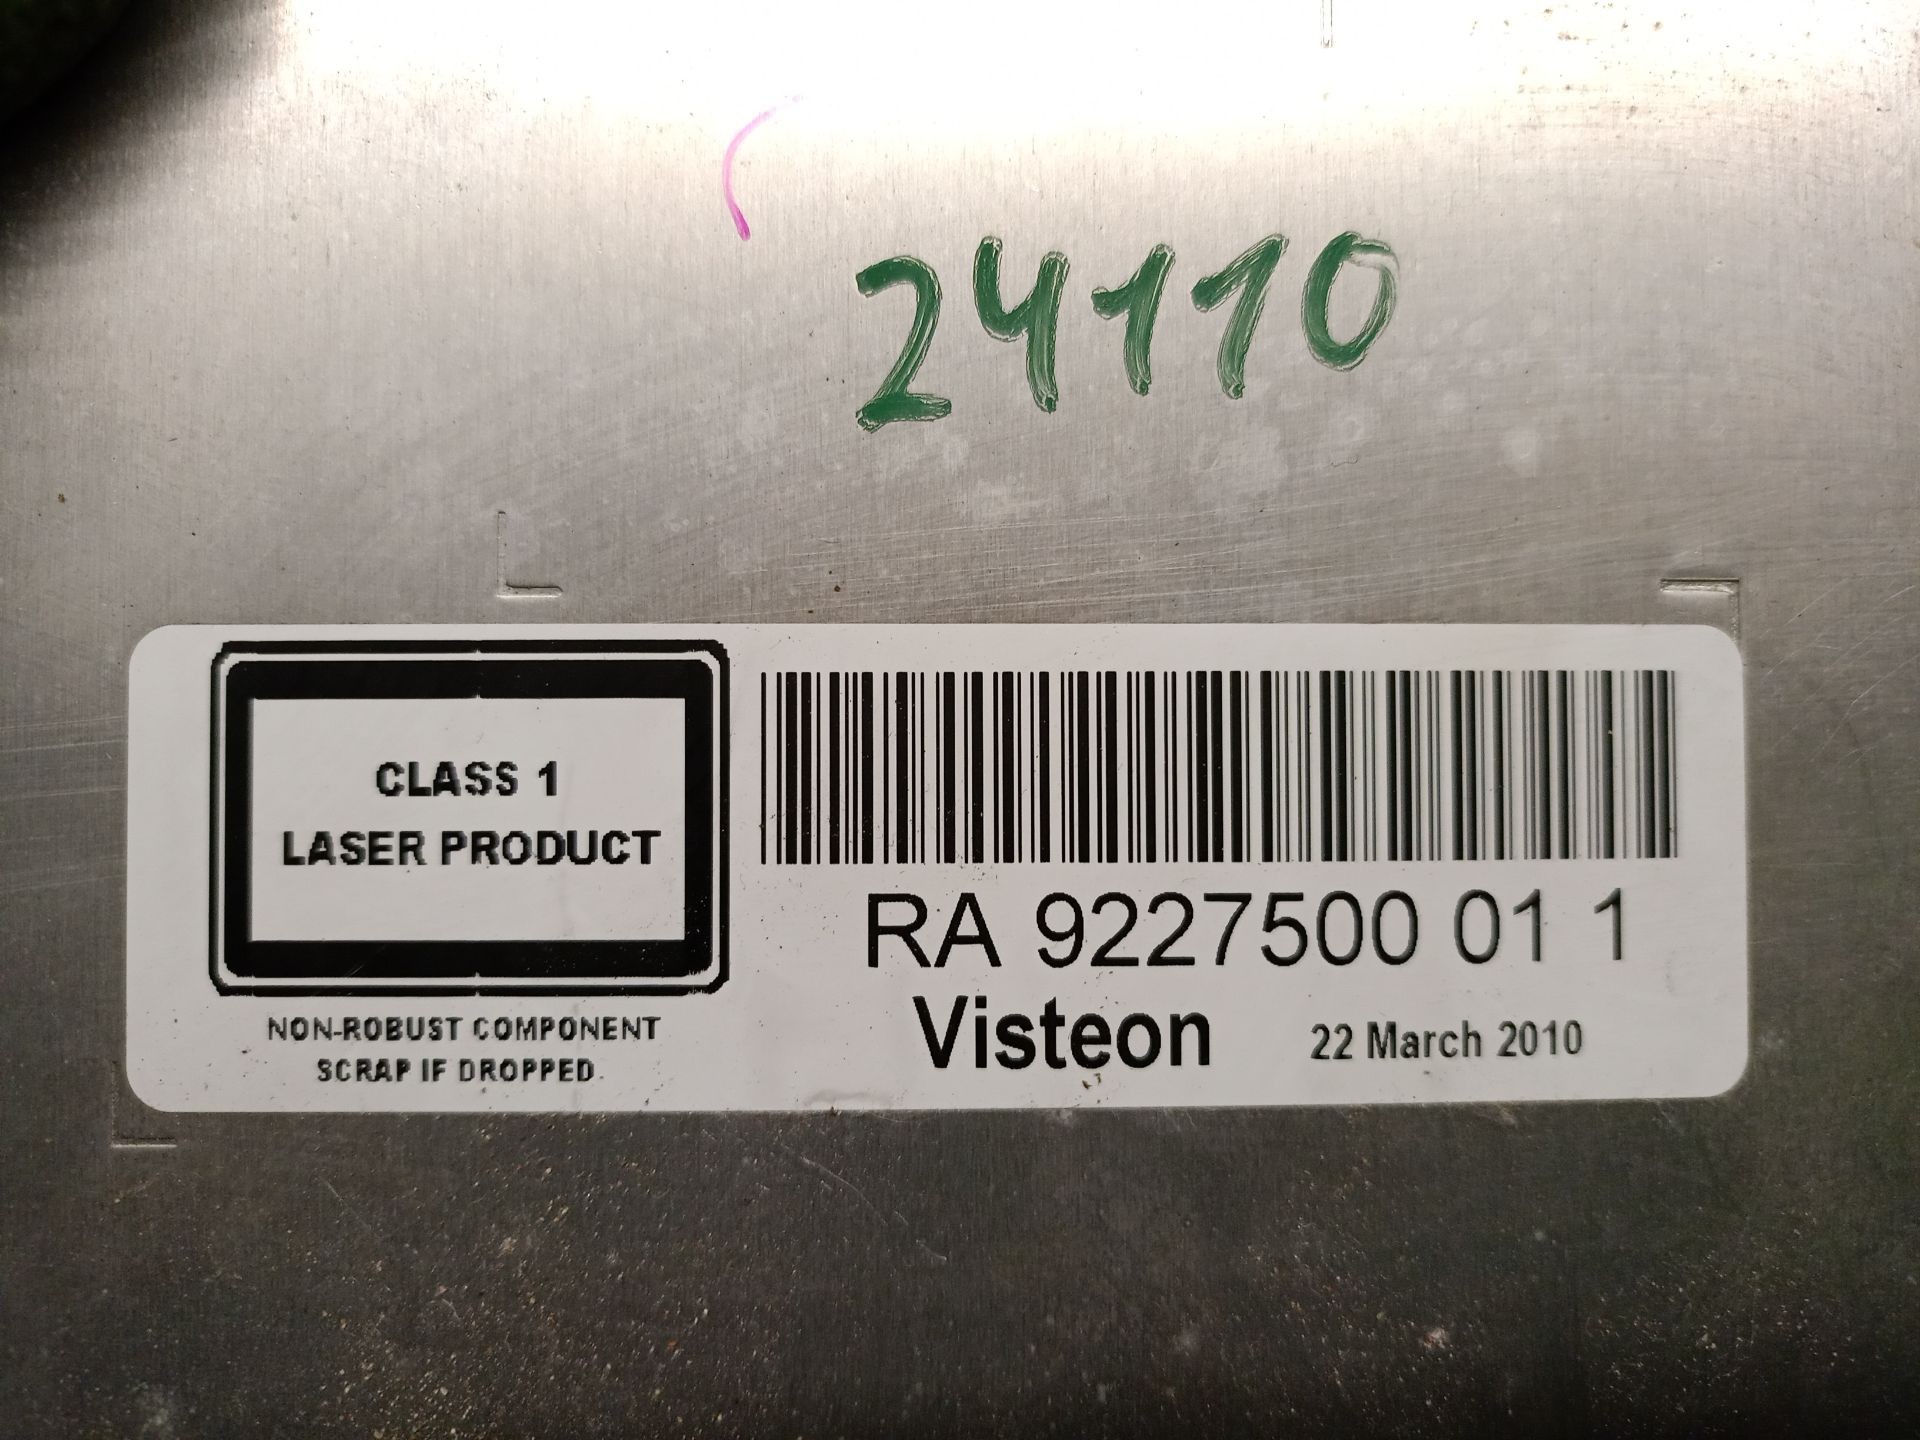 24110
CLASS 1
LASER PRODUCT
NON-ROBUST COMPONENT
SCRAP IF DROPPED.
RA 9227500 01 1
Visteon 22 March 2010